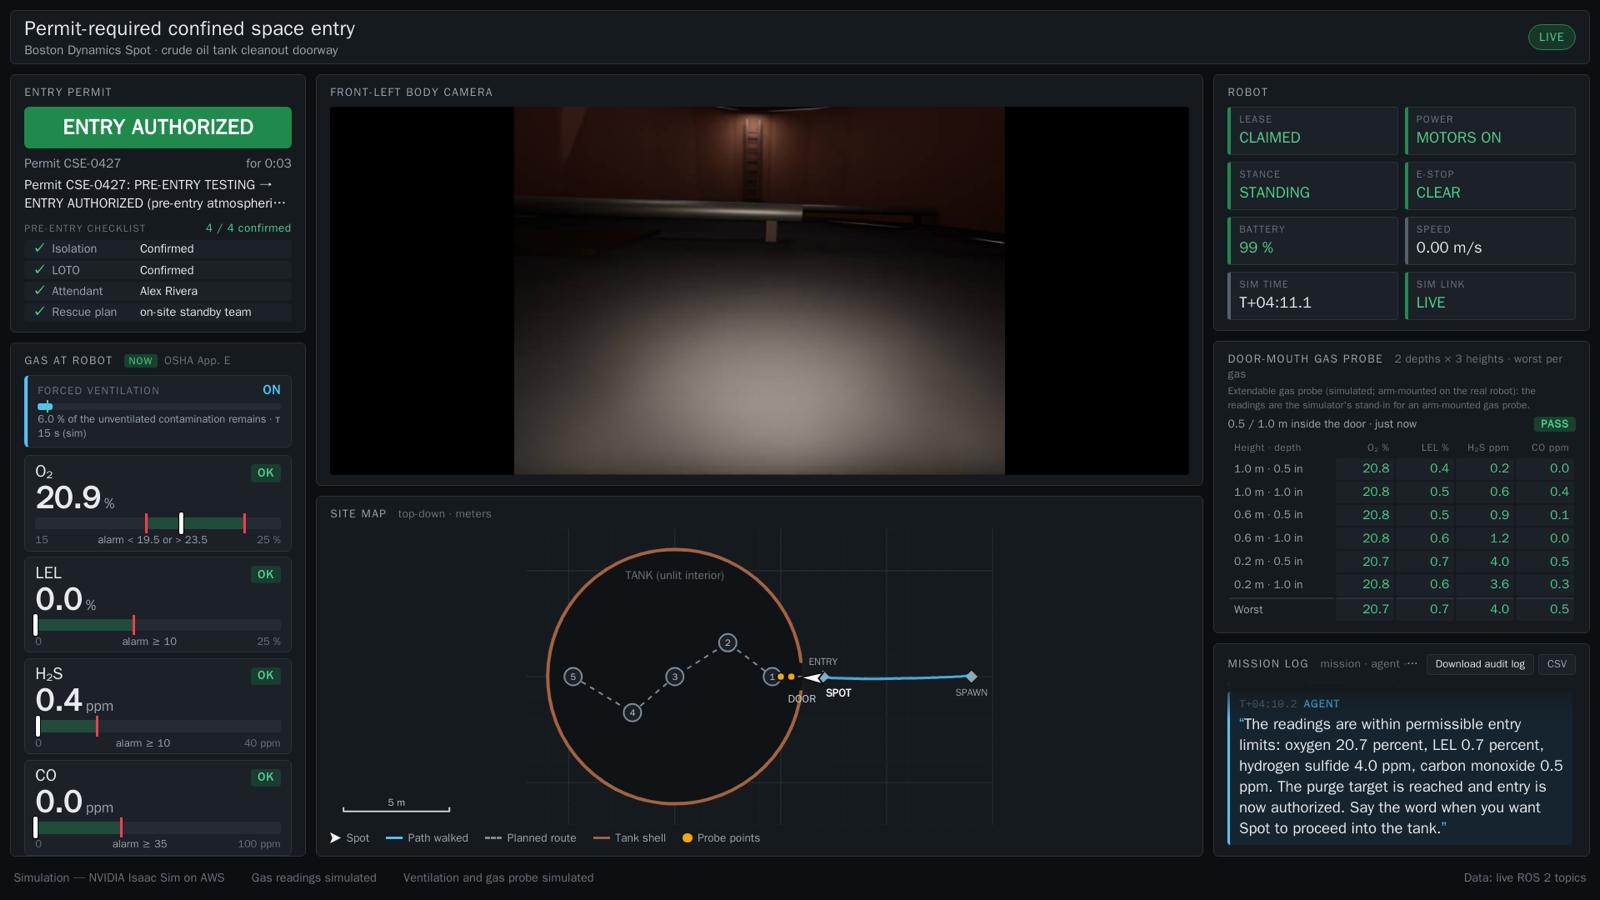 Permit-required confined space entry
Boston Dynamics Spot · crude oil tank cleanout doorway
LIVE
ENTRY PERMIT
ENTRY AUTHORIZED
Permit CSE-0427 for 0:03
Permit CSE-0427: PRE-ENTRY TESTING →
ENTRY AUTHORIZED (pre-entry atmospheri···
PRE-ENTRY CHECKLIST 4 / 4 confirmed
✓ Isolation Confirmed
✓ LOTO Confirmed
✓ Attendant Alex Rivera
✓ Rescue plan on-site standby team
GAS AT ROBOT NOW OSHA App. E
FORCED VENTILATION ON
6.0 % of the unventilated contamination remains · τ
15 s (sim)
O₂ OK
20.9 %
15 alarm < 19.5 or > 23.5 25 %
LEL OK
0.0 %
0 alarm ≥ 10 25 %
H₂S OK
0.4 ppm
0 alarm ≥ 10 40 ppm
CO OK
0.0 ppm
0 alarm ≥ 35 100 ppm
FRONT-LEFT BODY CAMERA
SITE MAP top-down · meters
TANK (unlit interior)
2
ENTRY
5
3
1
SPOT
DOOR
SPAWN
4
5 m
Spot Path walked Planned route Tank shell Probe points
ROBOT
LEASE
CLAIMED
POWER
MOTORS ON
STANCE
STANDING
E-STOP
CLEAR
BATTERY
99 %
SPEED
0.00 m/s
SIM TIME
T+04:11.1
SIM LINK
LIVE
DOOR-MOUTH GAS PROBE 2 depths × 3 heights · worst per
gas
Extendable gas probe (simulated; arm-mounted on the real robot): the
readings are the simulator's stand-in for an arm-mounted gas probe.
0.5 / 1.0 m inside the door · just now PASS
Height · depth O₂ % LEL % H₂S ppm CO ppm
1.0 m · 0.5 in 20.8 0.4 0.2 0.0
1.0 m · 1.0 in 20.8 0.5 0.6 0.4
0.6 m · 0.5 in 20.8 0.5 0.9 0.1
0.6 m · 1.0 in 20.8 0.6 1.2 0.0
0.2 m · 0.5 in 20.7 0.7 4.0 0.5
0.2 m · 1.0 in 20.8 0.6 3.6 0.3
Worst 20.7 0.7 4.0 0.5
MISSION LOG mission · agent ···· Download audit log CSV
T+04:10.2 AGENT
“The readings are within permissible entry
limits: oxygen 20.7 percent, LEL 0.7 percent,
hydrogen sulfide 4.0 ppm, carbon monoxide 0.5
ppm. The purge target is reached and entry is
now authorized. Say the word when you want
Spot to proceed into the tank.”
Simulation — NVIDIA Isaac Sim on AWS Gas readings simulated Ventilation and gas probe simulated Data: live ROS 2 topics